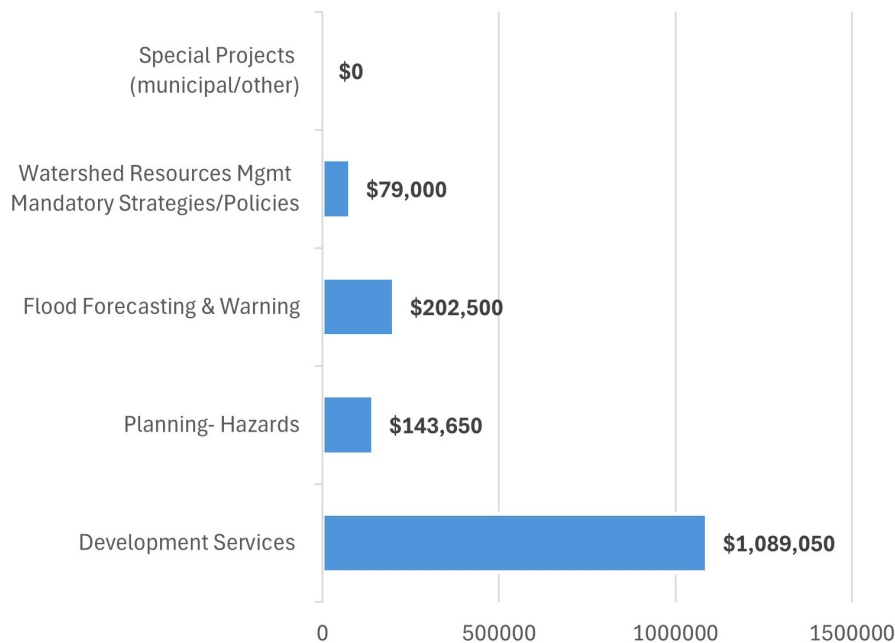 Special Projects
(municipal/other)
$0
Watershed Resources Mgmt
Mandatory Strategies/Policies
$79,000
Flood Forecasting & Warning
$202,500
Planning- Hazards
$143,650
Development Services
$1,089,050
0
500000
1000000
1500000